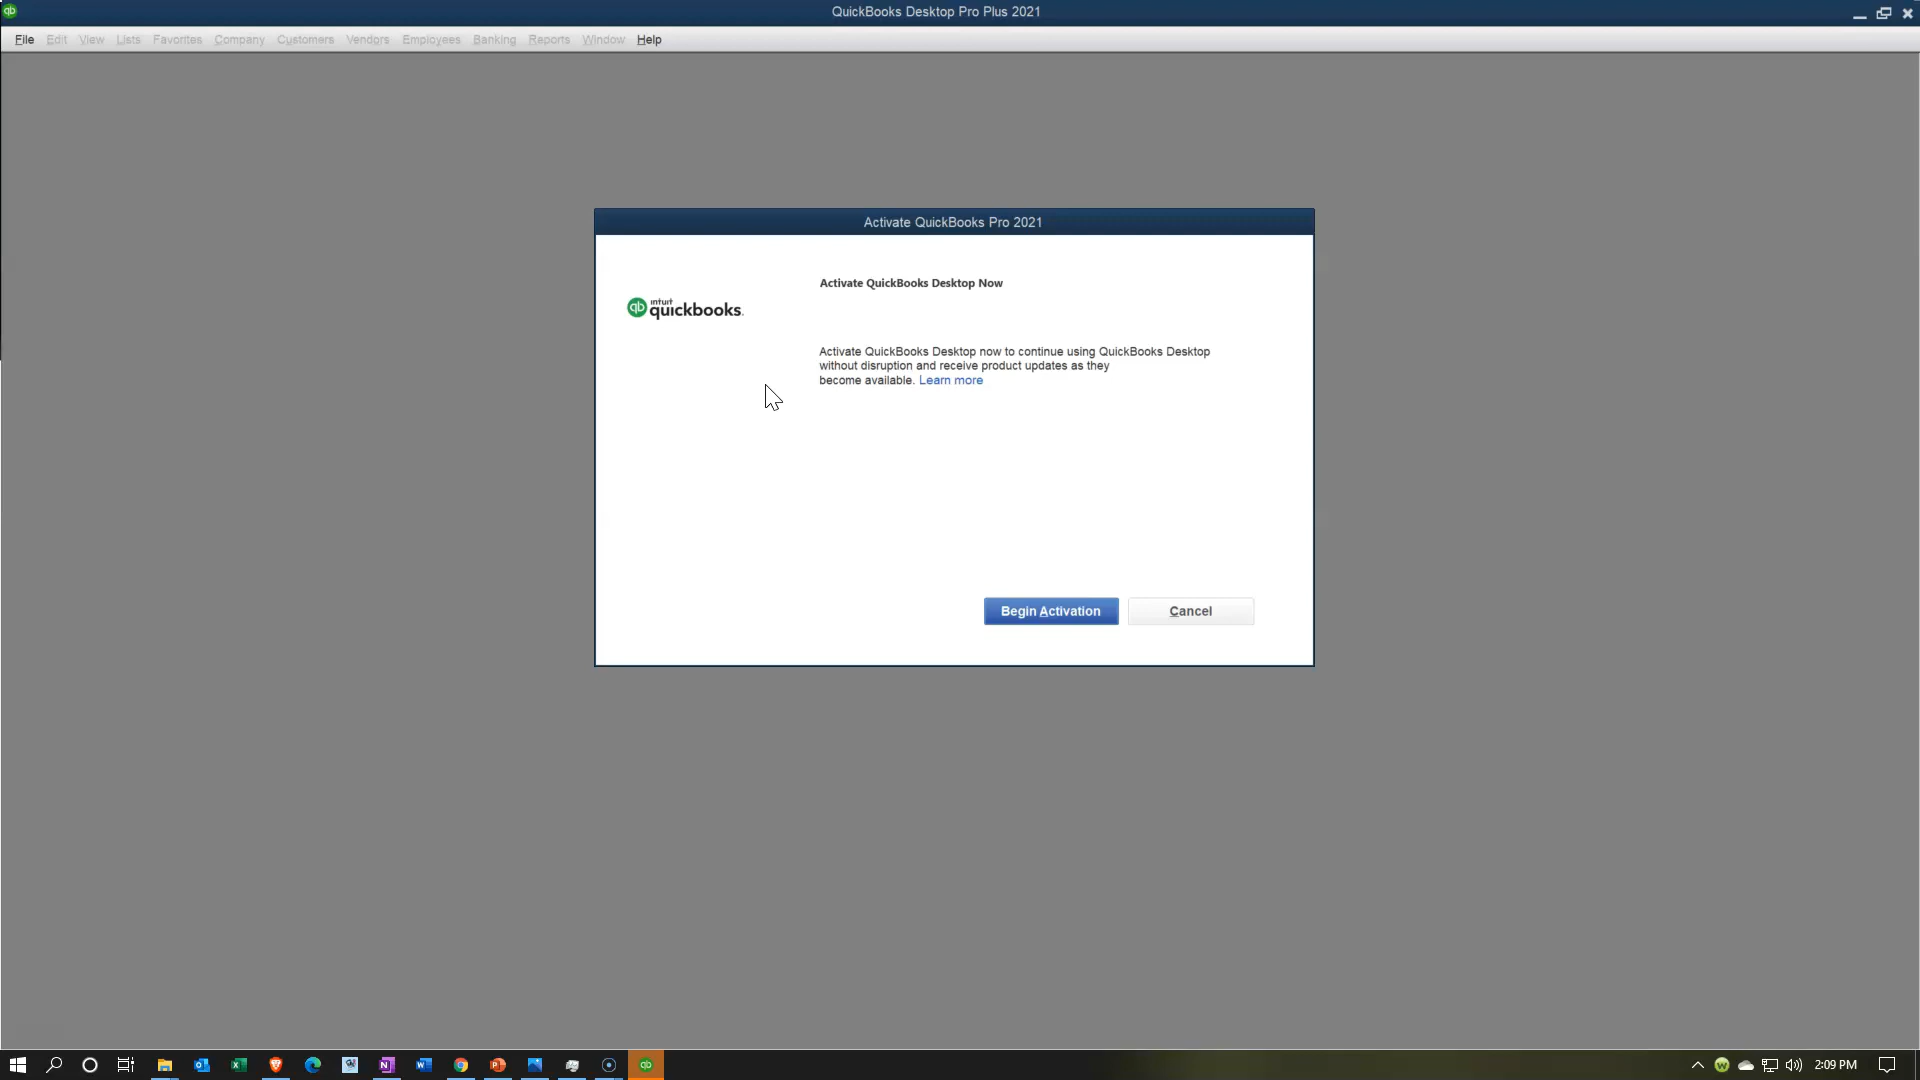 QuickBooks Desktop Pro Plus 2021
File Edit View Lists Favorites Company Customers Vendors Employees Banking Reports Window Help
Activate QuickBooks Pro 2021
Activate QuickBooks Desktop Now
intuit
quickbooks.
Activate QuickBooks Desktop now to continue using QuickBooks Desktop
without disruption and receive product updates as they
become available. Learn more
Begin Activation Cancel
2:09 PM